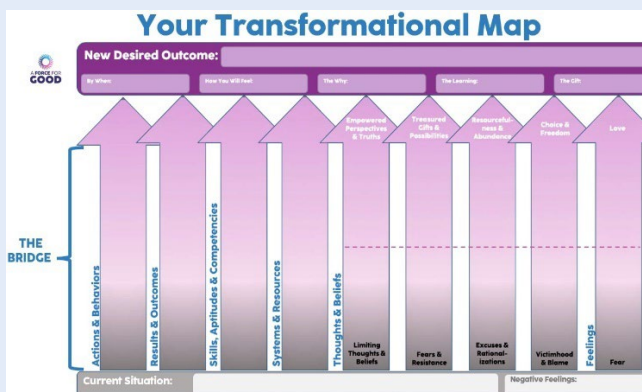 Your Transformational Map
A FORCE FOR
GOOD
New Desired Outcome:
By When:
How You Will Feel:
The Why:
The Learning:
The Gift:
Empowered
Perspectives
& Truths
Treasured
Gifts &
Possibilities
Resourceful-
ness &
Abundance
Choice &
Freedom
Love
THE
BRIDGE
Actions & Behaviors
Results & Outcomes
Skills, Aptitudes & Competencies
Systems & Resources
Thoughts & Beliefs
Feelings
Limiting
Thoughts &
Beliefs
Fears &
Resistance
Excuses &
Rational-
izations
Victimhood
& Blame
Fear
Current Situation:
Negative Feelings: